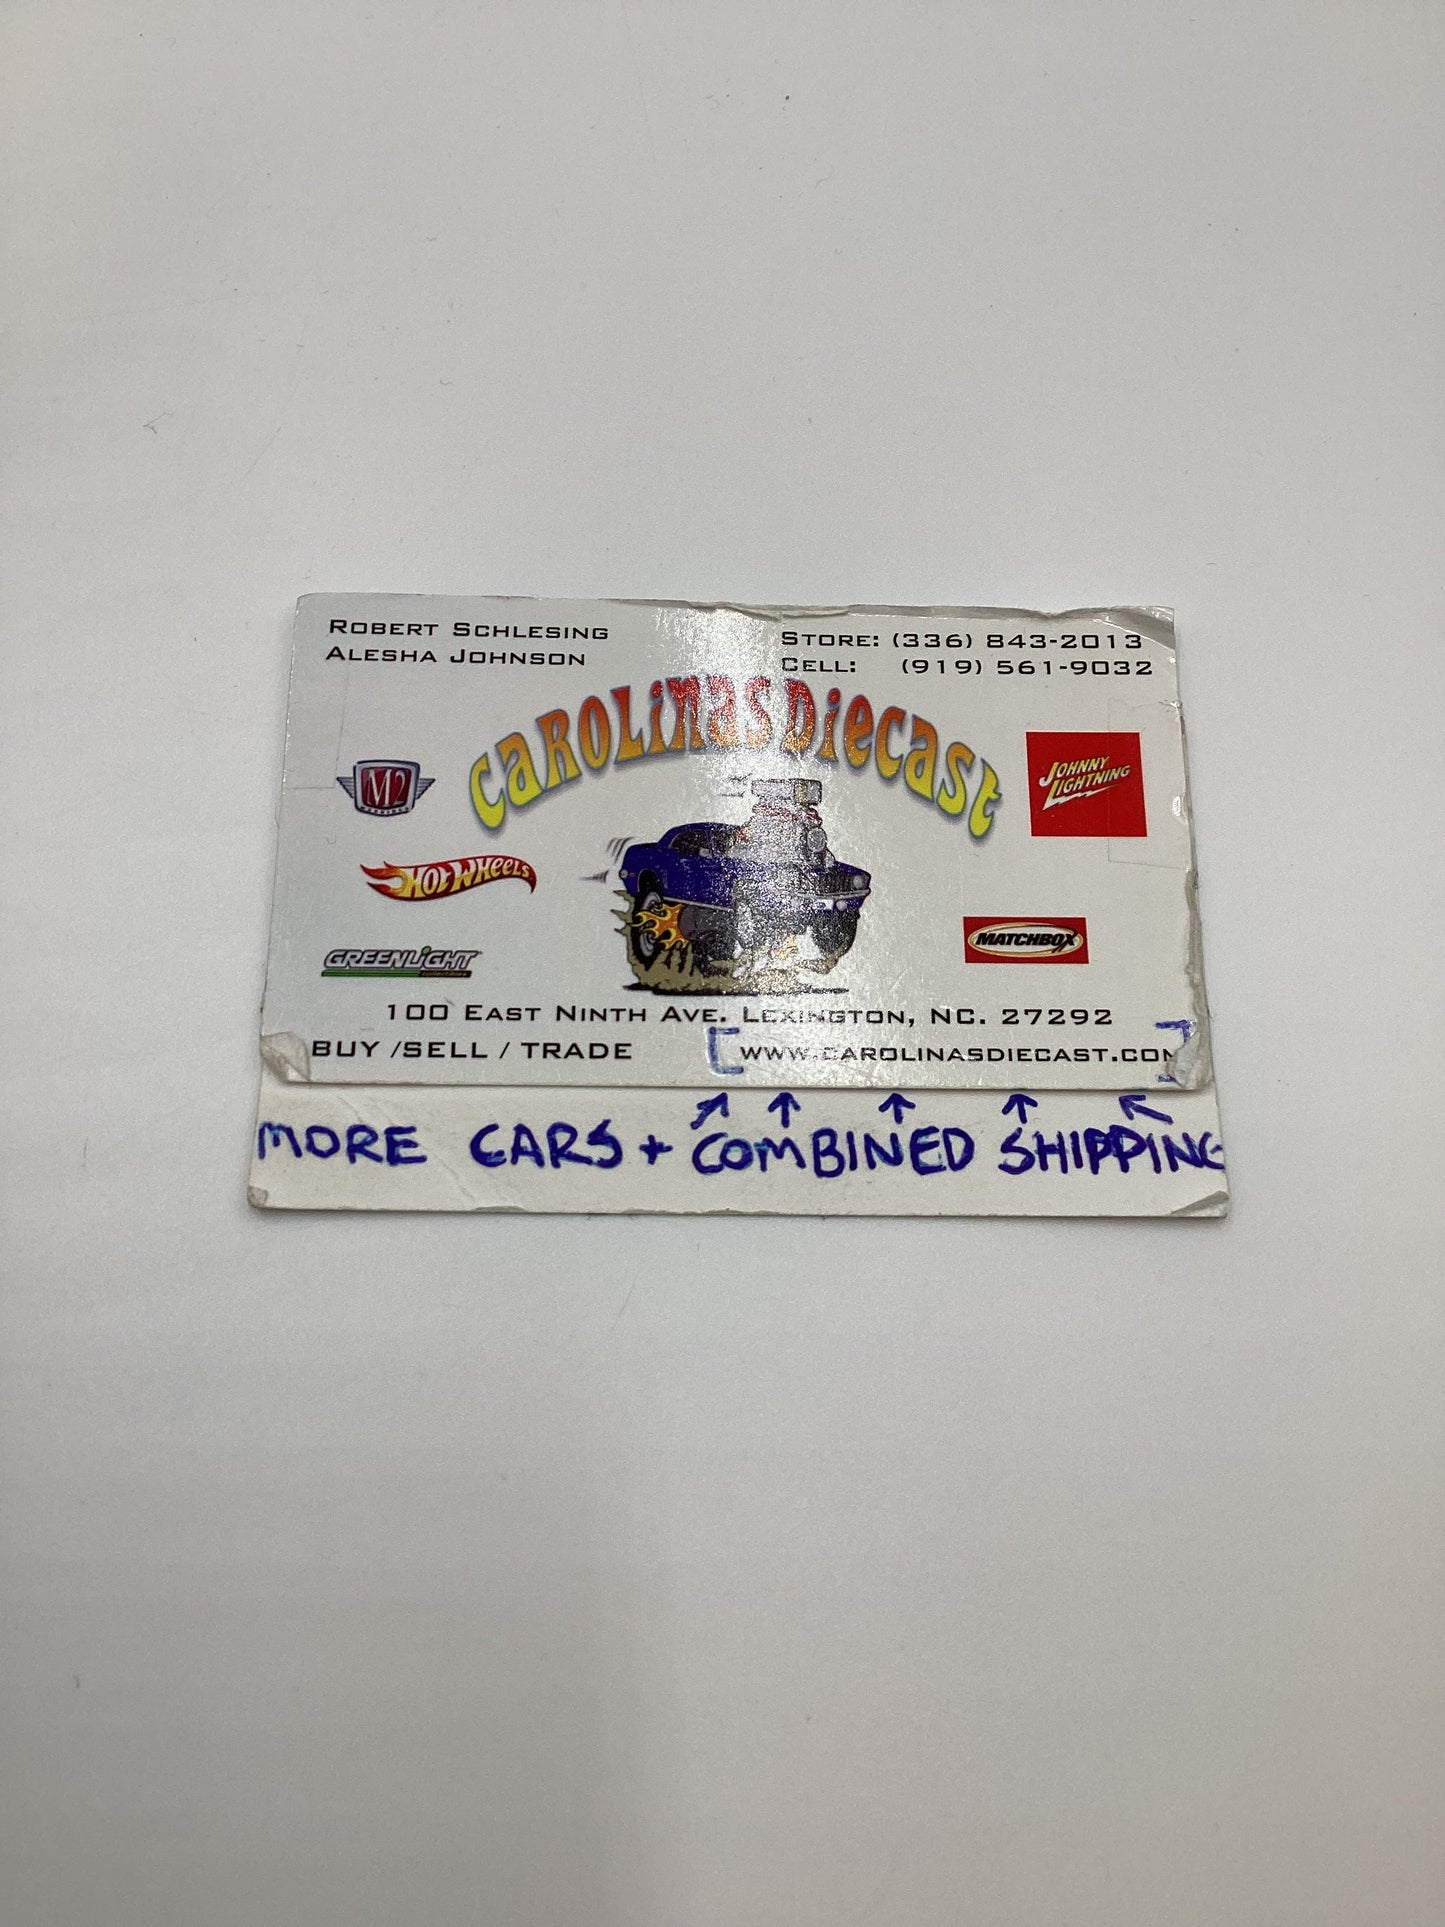 ROBERT SCHLESING
ALESHA JOHNSON
STORE: (336) 843-2013
CELL: (919) 561-9032
CAROLINAS DIECAST
M2
JOHNNY
LIGHTNING
HOT WHEELS
MATCHBOX
GREENLIGHT
100 EAST NINTH AVE. LEXINGTON, NC. 27292
BUY /SELL / TRADE
WWW.CAROLINASDIECAST.COM
MORE CARS + COMBINED SHIPPING